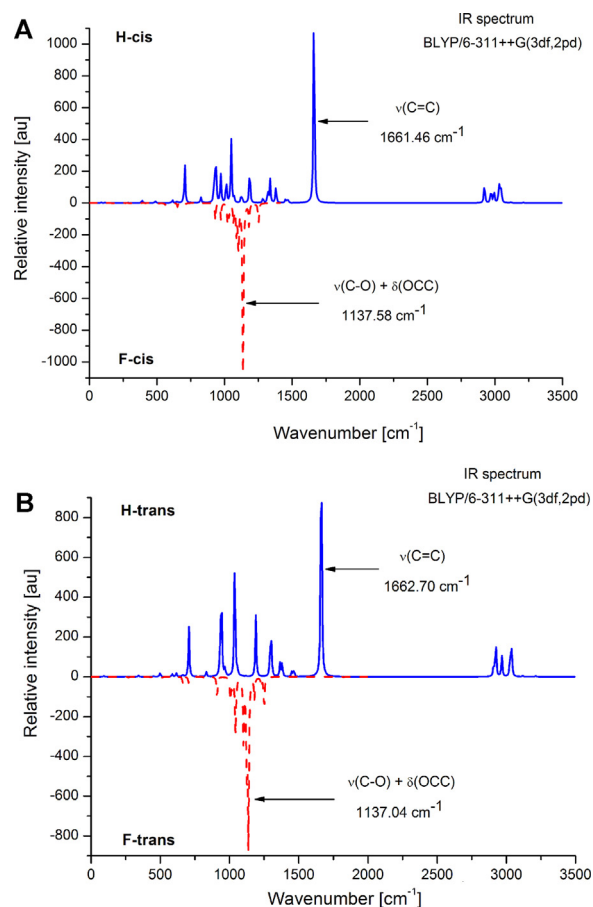 A
H-cis
IR spectrum
BLYP/6-311++G(3df,2pd)
ν(C=C)
1661.46 cm⁻¹
ν(C-O) + δ(OCC)
1137.58 cm⁻¹
F-cis
Relative intensity [au]
1000
800
600
400
200
0
-200
-400
-600
-800
-1000
0 500 1000 1500 2000 2500 3000 3500
Wavenumber [cm⁻¹]
B
H-trans
IR spectrum
BLYP/6-311++G(3df,2pd)
ν(C=C)
1662.70 cm⁻¹
ν(C-O) + δ(OCC)
1137.04 cm⁻¹
F-trans
Relative intensity [au]
800
600
400
200
0
-200
-400
-600
-800
0 500 1000 1500 2000 2500 3000 3500
Wavenumber [cm⁻¹]